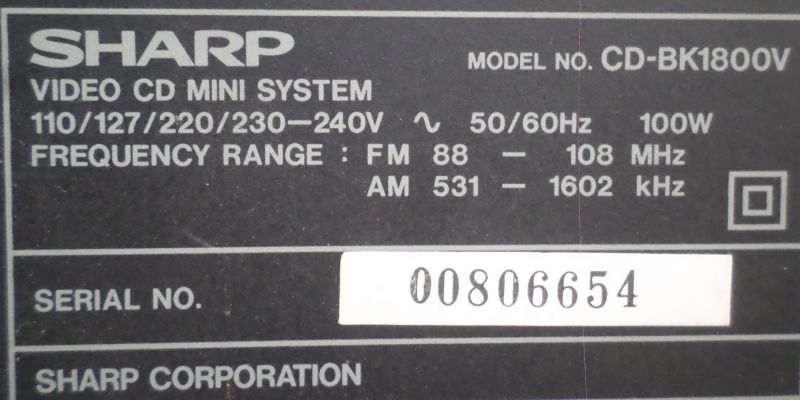 SHARP MODEL NO. CD-BK1800V
VIDEO CD MINI SYSTEM
110/127/220/230—240V ∿ 50/60Hz 100W
FREQUENCY RANGE : FM 88 — 108 MHz
AM 531 — 1602 kHz
SERIAL NO. 00806654
SHARP CORPORATION